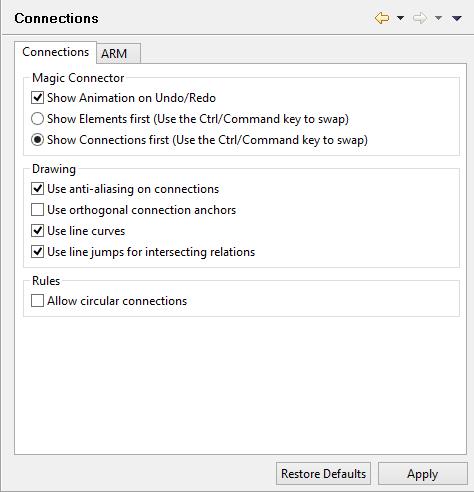 Connections
Connections ARM
Magic Connector
Show Animation on Undo/Redo
Show Elements first (Use the Ctrl/Command key to swap)
Show Connections first (Use the Ctrl/Command key to swap)
Drawing
Use anti-aliasing on connections
Use orthogonal connection anchors
Use line curves
Use line jumps for intersecting relations
Rules
Allow circular connections
Restore Defaults Apply